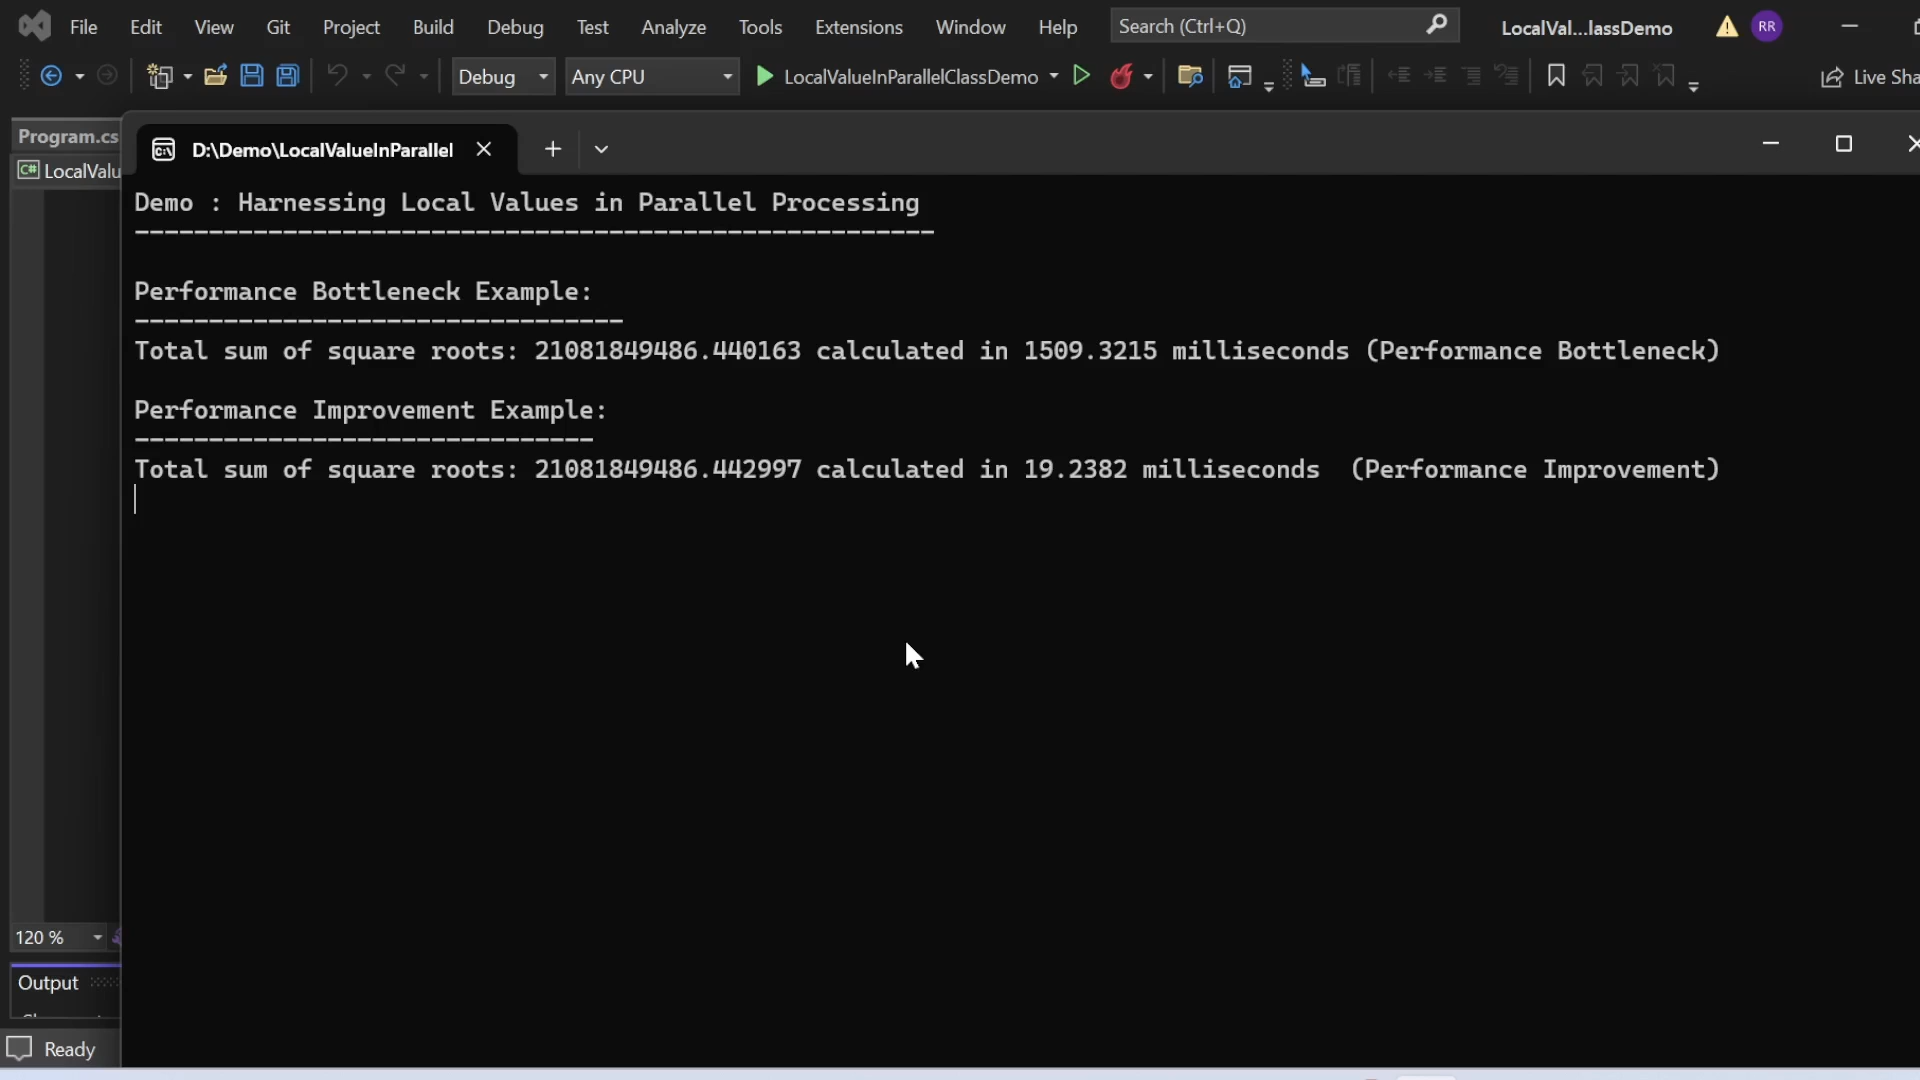 File Edit View Git Project Build Debug Test Analyze Tools Extensions Window Help Search (Ctrl+Q) LocalVal...lassDemo RR
Debug Any CPU LocalValueInParallelClassDemo Live Sha
Program.cs
D:\Demo\LocalValueInParallel
C# LocalValu
Demo : Harnessing Local Values in Parallel Processing
------------------------------------------------------
Performance Bottleneck Example:
---------------------------------
Total sum of square roots: 21081849486.440163 calculated in 1509.3215 milliseconds (Performance Bottleneck)
Performance Improvement Example:
-------------------------------
Total sum of square roots: 21081849486.442997 calculated in 19.2382 milliseconds  (Performance Improvement)
120 %
Output
Ready